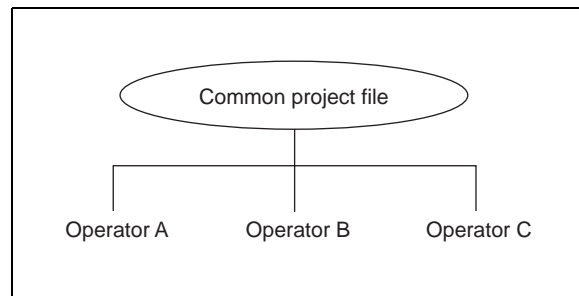 Common project file
Operator A
Operator B
Operator C